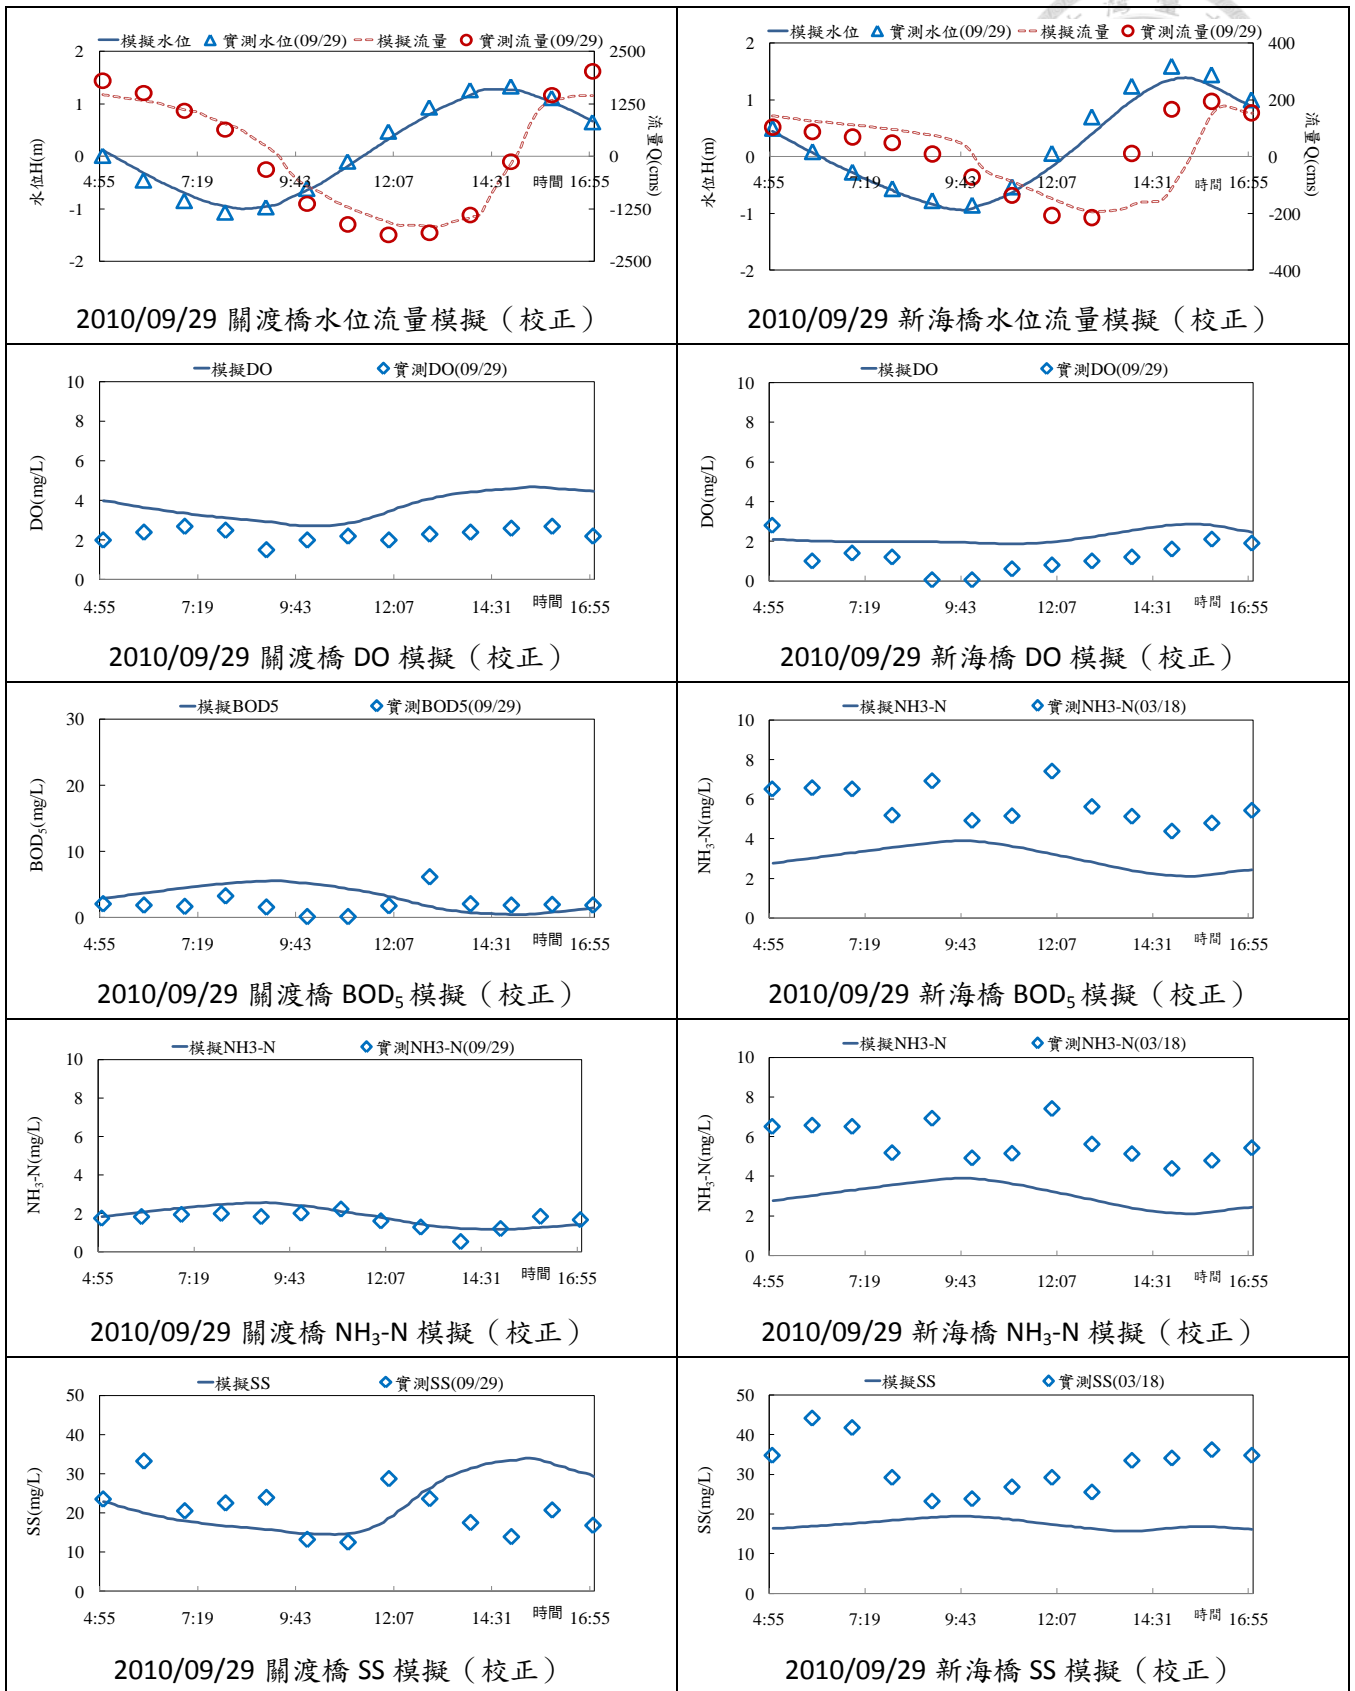 模擬水位 實測水位(09/29) 模擬流量 實測流量(09/29)
2 2500
1 1250
0 0
-1 -1250
-2 -2500
4:55 7:19 9:43 12:07 14:31 時間 16:55
水位H(m)
流量Q(cms)
2010/09/29 關渡橋水位流量模擬（校正）
模擬水位 實測水位(09/29) 模擬流量 實測流量(09/29)
2 400
1 200
0 0
-1 -200
-2 -400
4:55 7:19 9:43 12:07 14:31 時間 16:55
水位H(m)
流量Q(cms)
2010/09/29 新海橋水位流量模擬（校正）
模擬DO 實測DO(09/29)
10
8
6
4
2
0
4:55 7:19 9:43 12:07 14:31 時間 16:55
DO(mg/L)
2010/09/29 關渡橋 DO 模擬（校正）
模擬DO 實測DO(09/29)
10
8
6
4
2
0
4:55 7:19 9:43 12:07 14:31 時間 16:55
DO(mg/L)
2010/09/29 新海橋 DO 模擬（校正）
模擬BOD5 實測BOD5(09/29)
30
20
10
0
4:55 7:19 9:43 12:07 14:31 時間 16:55
BOD₅(mg/L)
2010/09/29 關渡橋 BOD₅ 模擬（校正）
模擬NH3-N 實測NH3-N(03/18)
10
8
6
4
2
0
4:55 7:19 9:43 12:07 14:31 時間 16:55
NH₃-N(mg/L)
2010/09/29 新海橋 BOD₅ 模擬（校正）
模擬NH3-N 實測NH3-N(09/29)
10
8
6
4
2
0
4:55 7:19 9:43 12:07 14:31 時間 16:55
NH₃-N(mg/L)
2010/09/29 關渡橋 NH₃-N 模擬（校正）
模擬NH3-N 實測NH3-N(03/18)
10
8
6
4
2
0
4:55 7:19 9:43 12:07 14:31 時間 16:55
NH₃-N(mg/L)
2010/09/29 新海橋 NH₃-N 模擬（校正）
模擬SS 實測SS(09/29)
50
40
30
20
10
0
4:55 7:19 9:43 12:07 14:31 時間 16:55
SS(mg/L)
2010/09/29 關渡橋 SS 模擬（校正）
模擬SS 實測SS(03/18)
50
40
30
20
10
0
4:55 7:19 9:43 12:07 14:31 時間 16:55
SS(mg/L)
2010/09/29 新海橋 SS 模擬（校正）